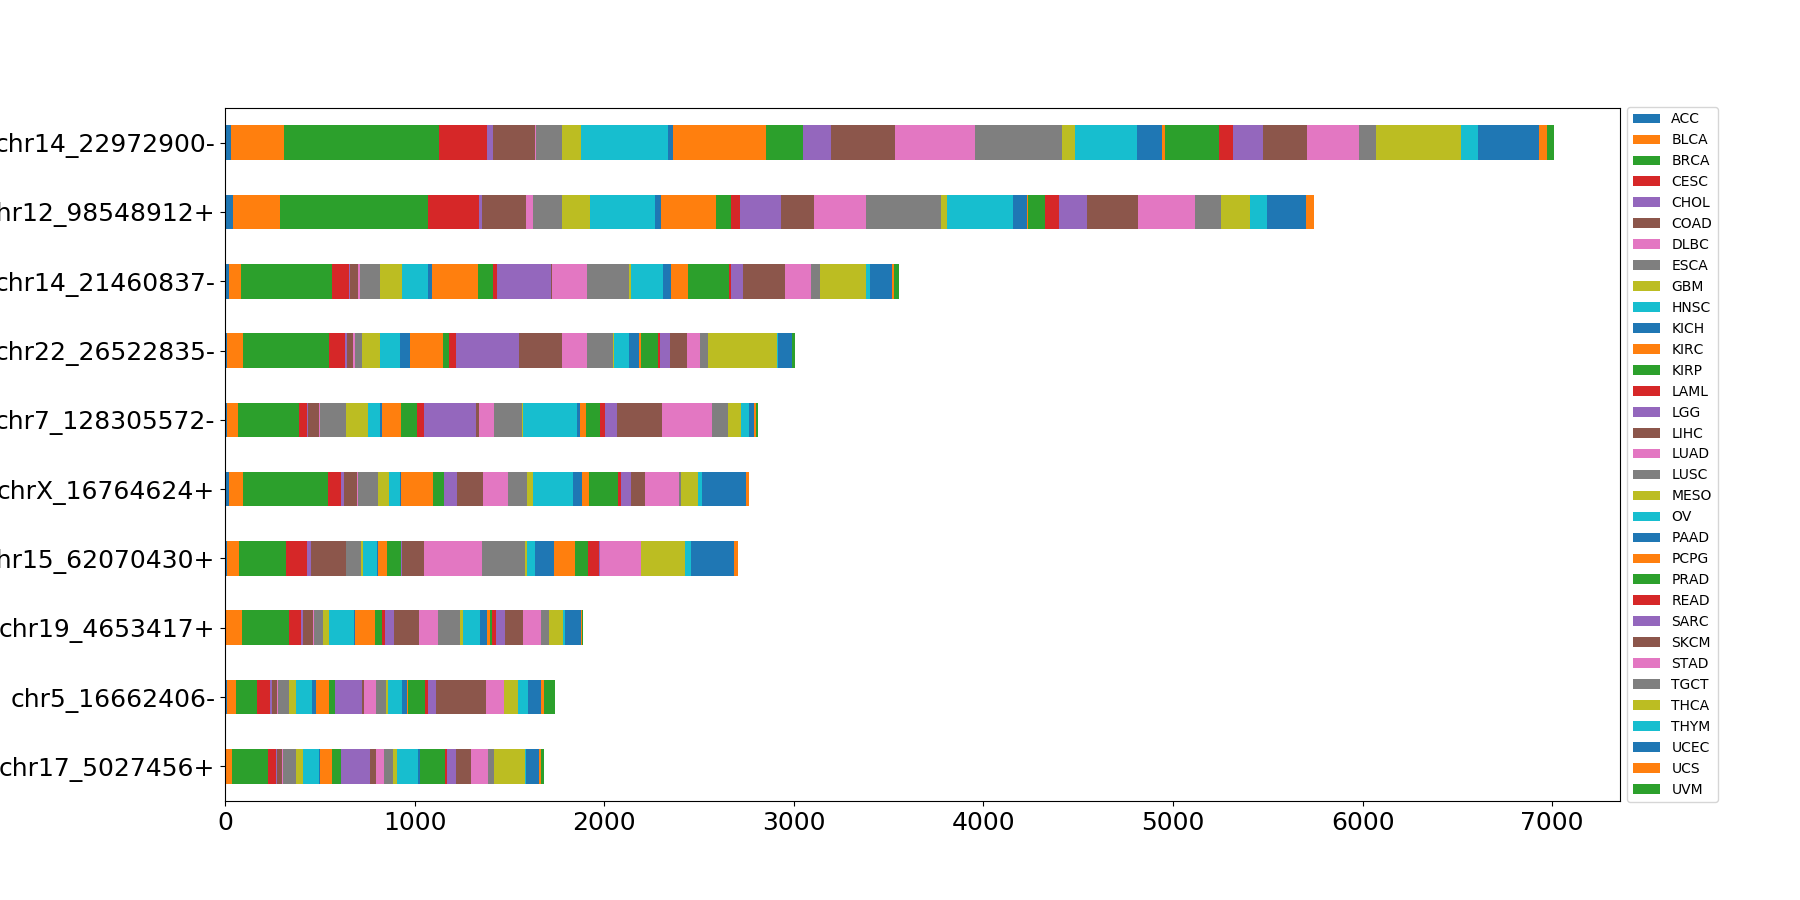 chr14_22972900-
hr12_98548912+
chr14_21460837-
chr22_26522835-
chr7_128305572-
chrX_16764624+
hr15_62070430+
chr19_4653417+
chr5_16662406-
chr17_5027456+
0 1000 2000 3000 4000 5000 6000 7000
ACC
BLCA
BRCA
CESC
CHOL
COAD
DLBC
ESCA
GBM
HNSC
KICH
KIRC
KIRP
LAML
LGG
LIHC
LUAD
LUSC
MESO
OV
PAAD
PCPG
PRAD
READ
SARC
SKCM
STAD
TGCT
THCA
THYM
UCEC
UCS
UVM